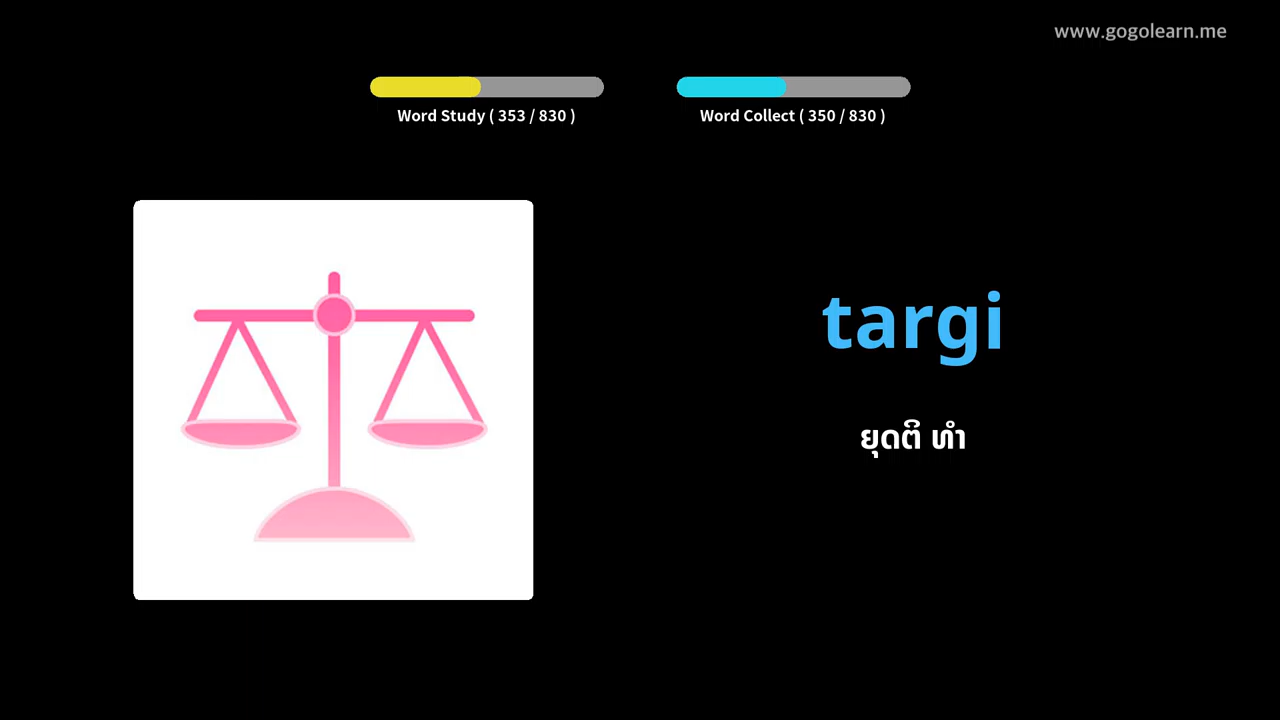 www.gogolearn.me
Word Study ( 353 / 830 )
Word Collect ( 350 / 830 )
targi
ຍຸດຕິ ທຳ